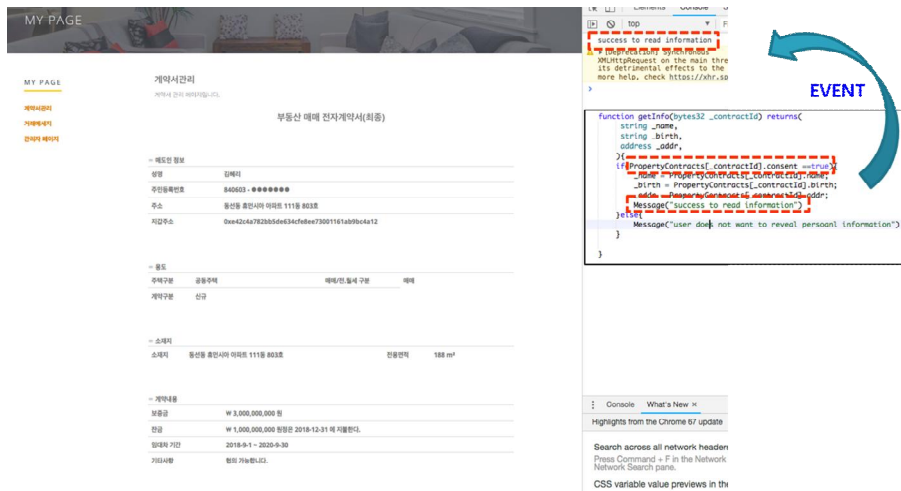 MY PAGE
MY PAGE
계약서관리
거래메세지
관리자 페이지
계약서관리
계약서 관리 페이지입니다.
부동산 매매 전자계약서(최종)
매도인 정보
성명 김혜리
주민등록번호 840603 - ●●●●●●●
주소 동선동 휴먼시아 아파트 111동 803호
지갑주소 0xe42c4a782bb5de634cfe8ee73001161ab9bc4a12
용도
주택구분 공동주택 매매/전,월세 구분 매매
계약구분 신규
소재지
소재지 동선동 휴먼시아 아파트 111동 803호 전용면적 188 m²
계약내용
보증금 ₩ 3,000,000,000 원
잔금 ₩ 1,000,000,000 원정은 2018-12-31 에 지불한다.
임대차 기간 2018-9-1 ~ 2020-9-30
기타사항 협의 가능합니다.
Elements Console
top
success to read information
[Deprecation] Synchronous
XMLHttpRequest on the main thre
its detrimental effects to the
more help, check https://xhr.sp
EVENT
function getInfo(bytes32 _contractId) returns(
string _name,
string _birth,
address _addr,
){
if(PropertyContracts[_contractId].consent ==true){
_name = PropertyContracts[_contractId].name;
_birth = PropertyContracts[_contractId].birth;
_addr = PropertyContracts[_contractId].addr;
Message("success to read information")
}else{
Message("user does not want to reveal persoanl information")
}
}
Console What's New ×
Highlights from the Chrome 67 update
Search across all network header
Press Command + F in the Network
Network Search pane.
CSS variable value previews in the